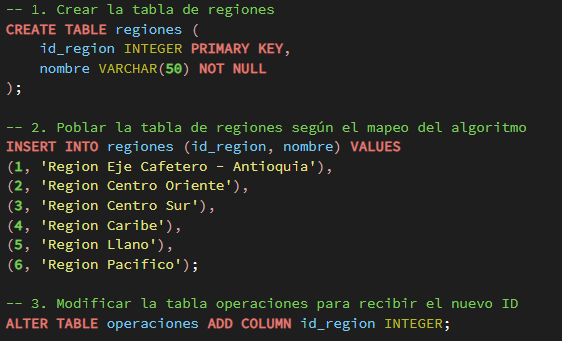 -- 1. Crear la tabla de regiones
CREATE TABLE regiones (
    id_region INTEGER PRIMARY KEY,
    nombre VARCHAR(50) NOT NULL
);

-- 2. Poblar la tabla de regiones según el mapeo del algoritmo
INSERT INTO regiones (id_region, nombre) VALUES
(1, 'Region Eje Cafetero - Antioquia'),
(2, 'Region Centro Oriente'),
(3, 'Region Centro Sur'),
(4, 'Region Caribe'),
(5, 'Region Llano'),
(6, 'Region Pacifico');

-- 3. Modificar la tabla operaciones para recibir el nuevo ID
ALTER TABLE operaciones ADD COLUMN id_region INTEGER;